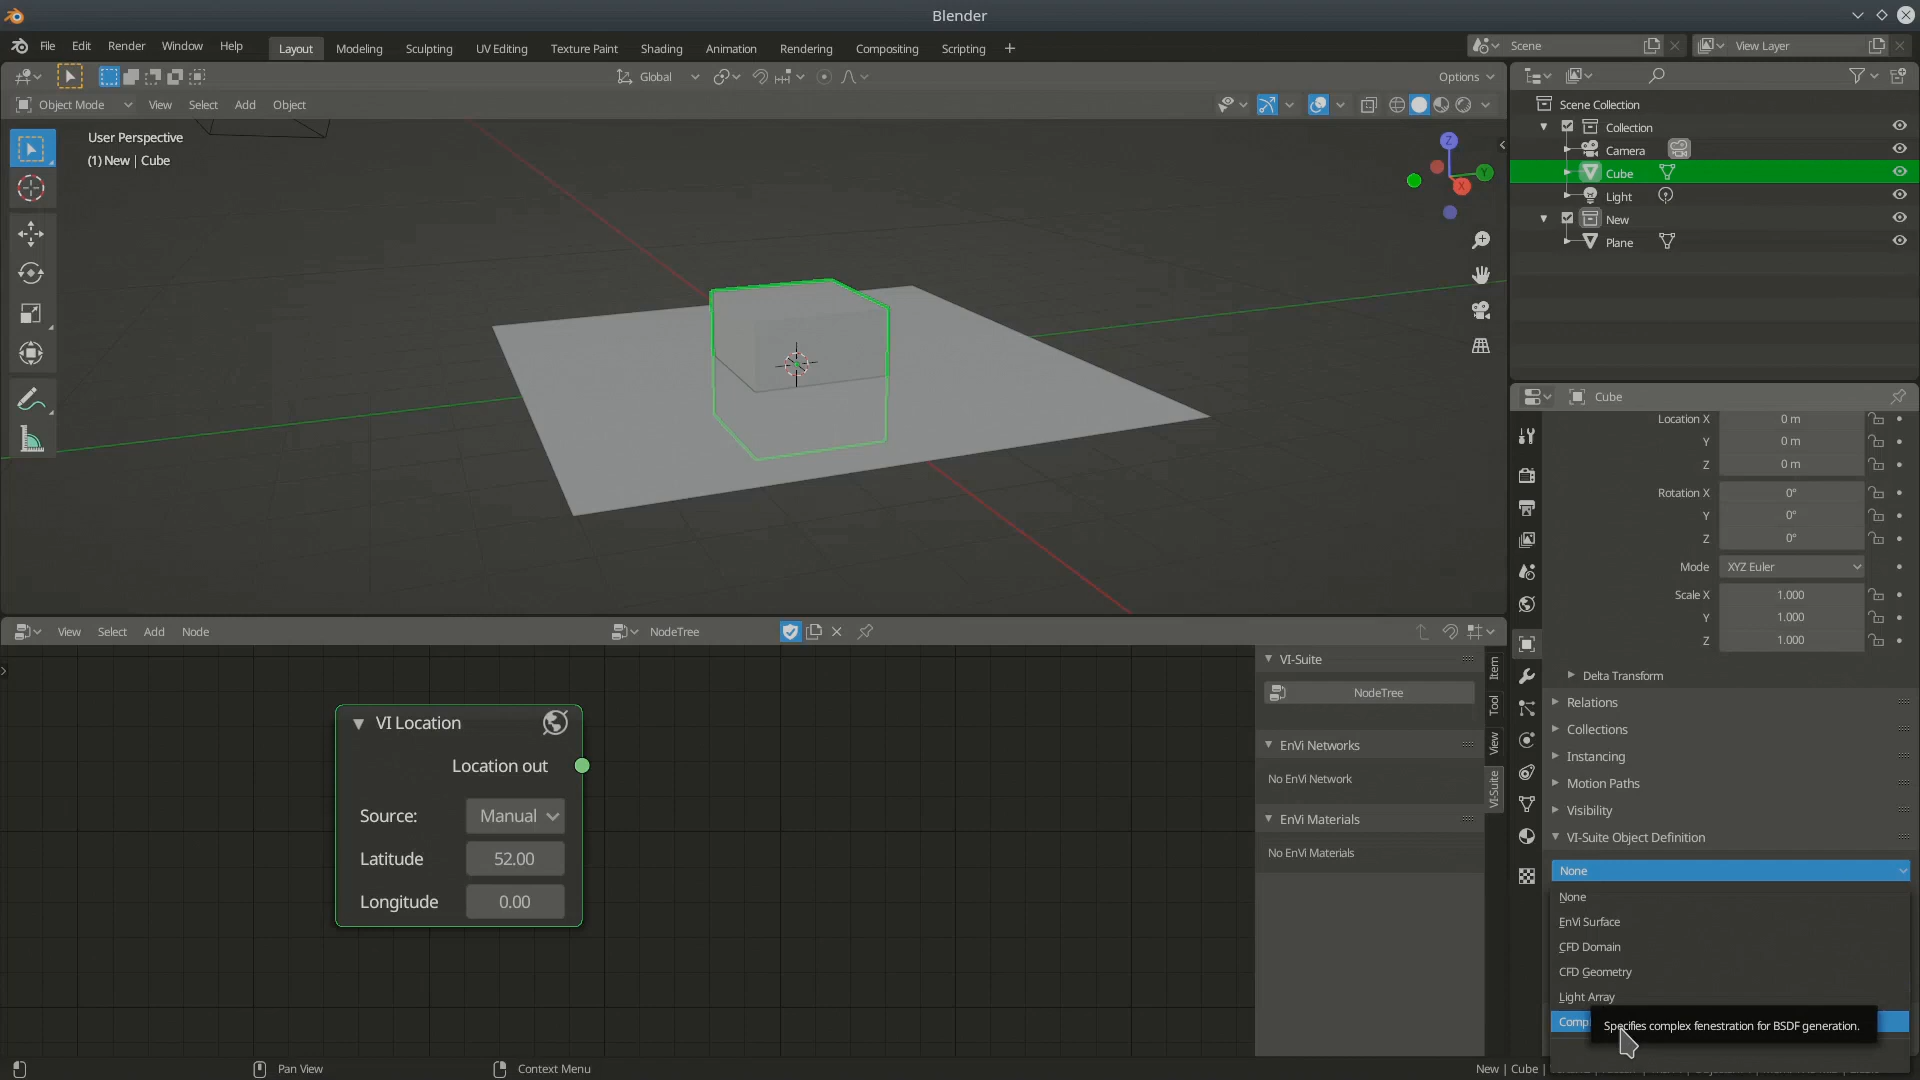 Blender
File Edit Render Window Help
Layout Modeling Sculpting UV Editing Texture Paint Shading Animation Rendering Compositing Scripting +
Scene
View Layer
Global
Options
Object Mode View Select Add Object
User Perspective
(1) New | Cube
Z
Y
X
Scene Collection
Collection
Camera
Cube
Light
New
Plane
Cube
Location X 0 m
Y 0 m
Z 0 m
Rotation X 0°
Y 0°
Z 0°
Mode XYZ Euler
Scale X 1.000
Y 1.000
Z 1.000
Delta Transform
Relations
Collections
Instancing
Motion Paths
Visibility
VI-Suite Object Definition
None
None
EnVi Surface
CFD Domain
CFD Geometry
Light Array
Comp
Specifies complex fenestration for BSDF generation.
View Select Add Node
NodeTree
VI Location
Location out
Source: Manual
Latitude 52.00
Longitude 0.00
VI-Suite
NodeTree
EnVi Networks
No EnVi Network
EnVi Materials
No EnVi Materials
Item
Tool
View
VI-Suite
Pan View
Context Menu
New | Cube |